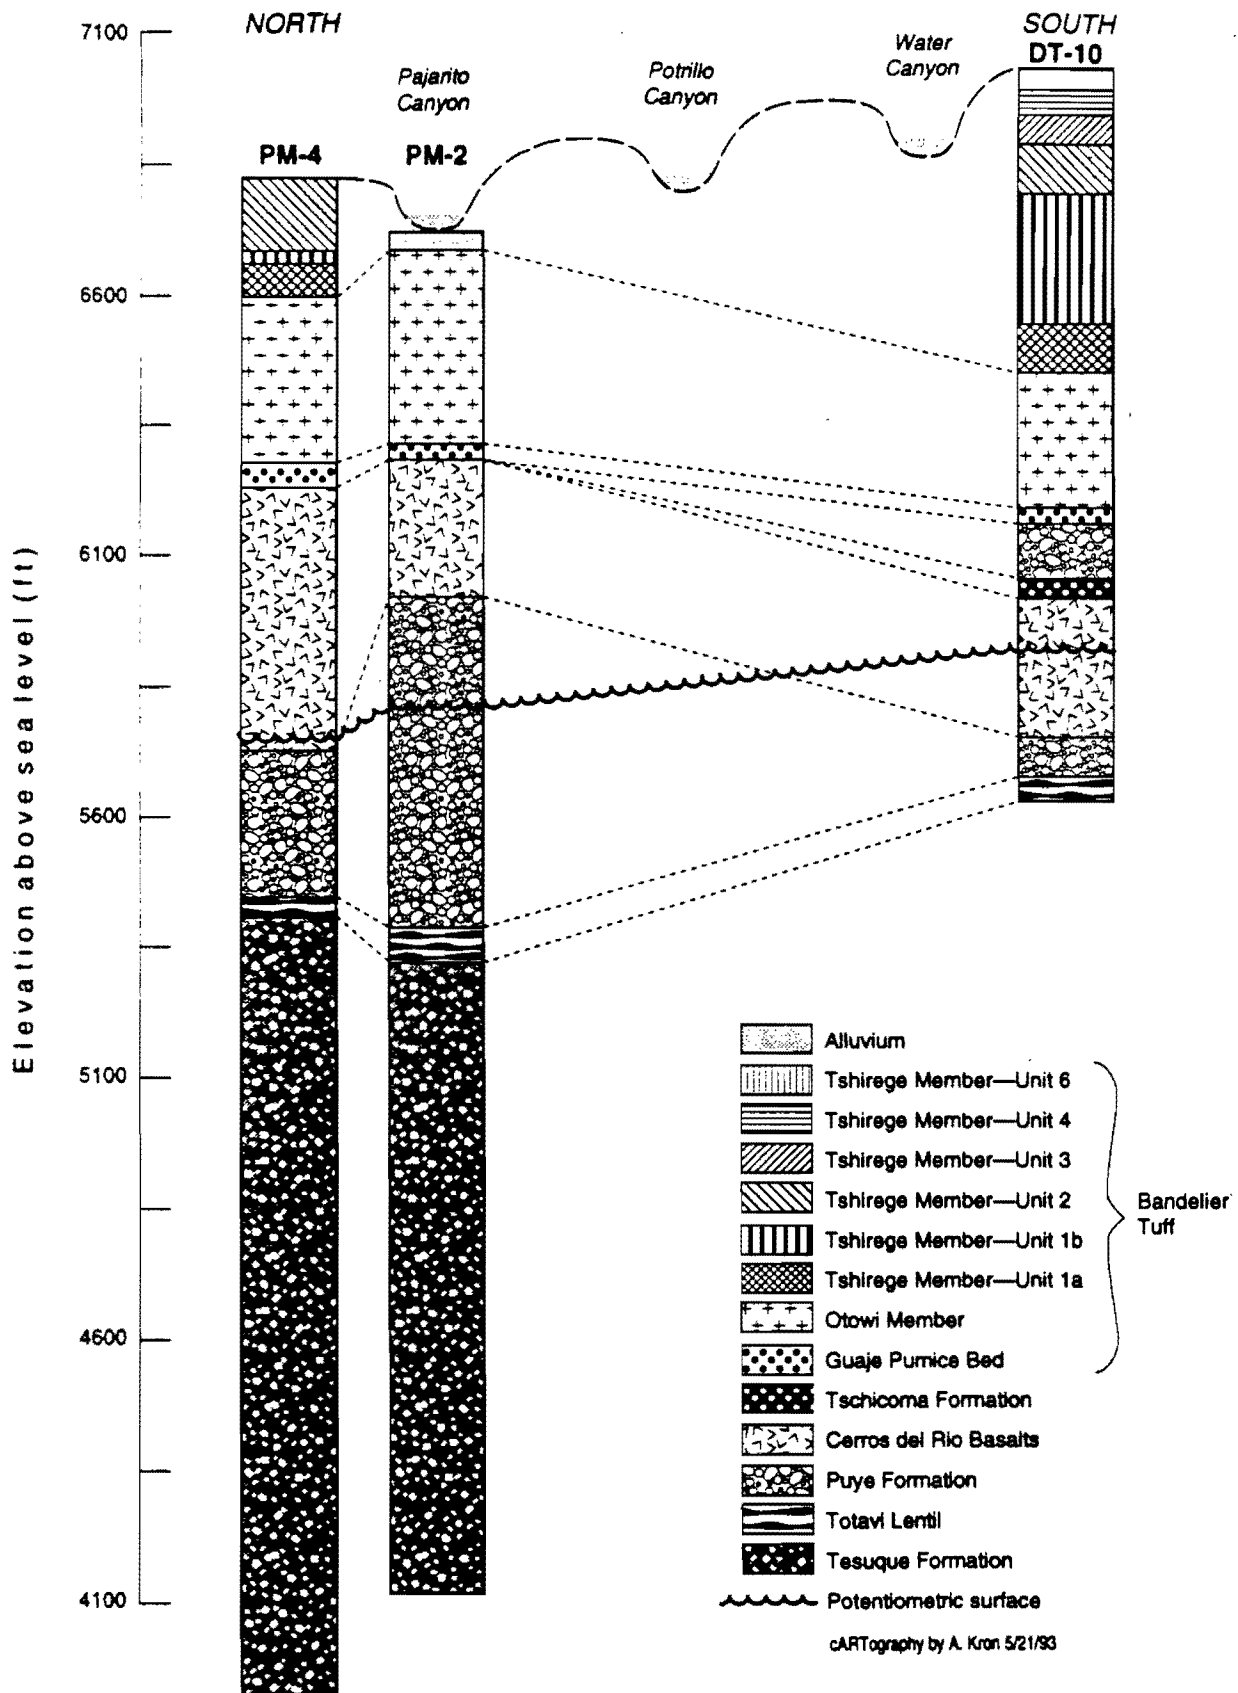 NORTH
SOUTH
DT-10
Pajarito
Canyon
Potrillo
Canyon
Water
Canyon
PM-4
PM-2
7100
6600
6100
5600
5100
4600
4100
Elevation above sea level (ft)
Alluvium
Tshirege Member—Unit 6
Tshirege Member—Unit 4
Tshirege Member—Unit 3
Tshirege Member—Unit 2
Tshirege Member—Unit 1b
Tshirege Member—Unit 1a
Otowi Member
Guaje Pumice Bed
Bandelier
Tuff
Tschicoma Formation
Cerros del Rio Basalts
Puye Formation
Totavi Lentil
Tesuque Formation
Potentiometric surface
cARTography by A. Kron 5/21/93